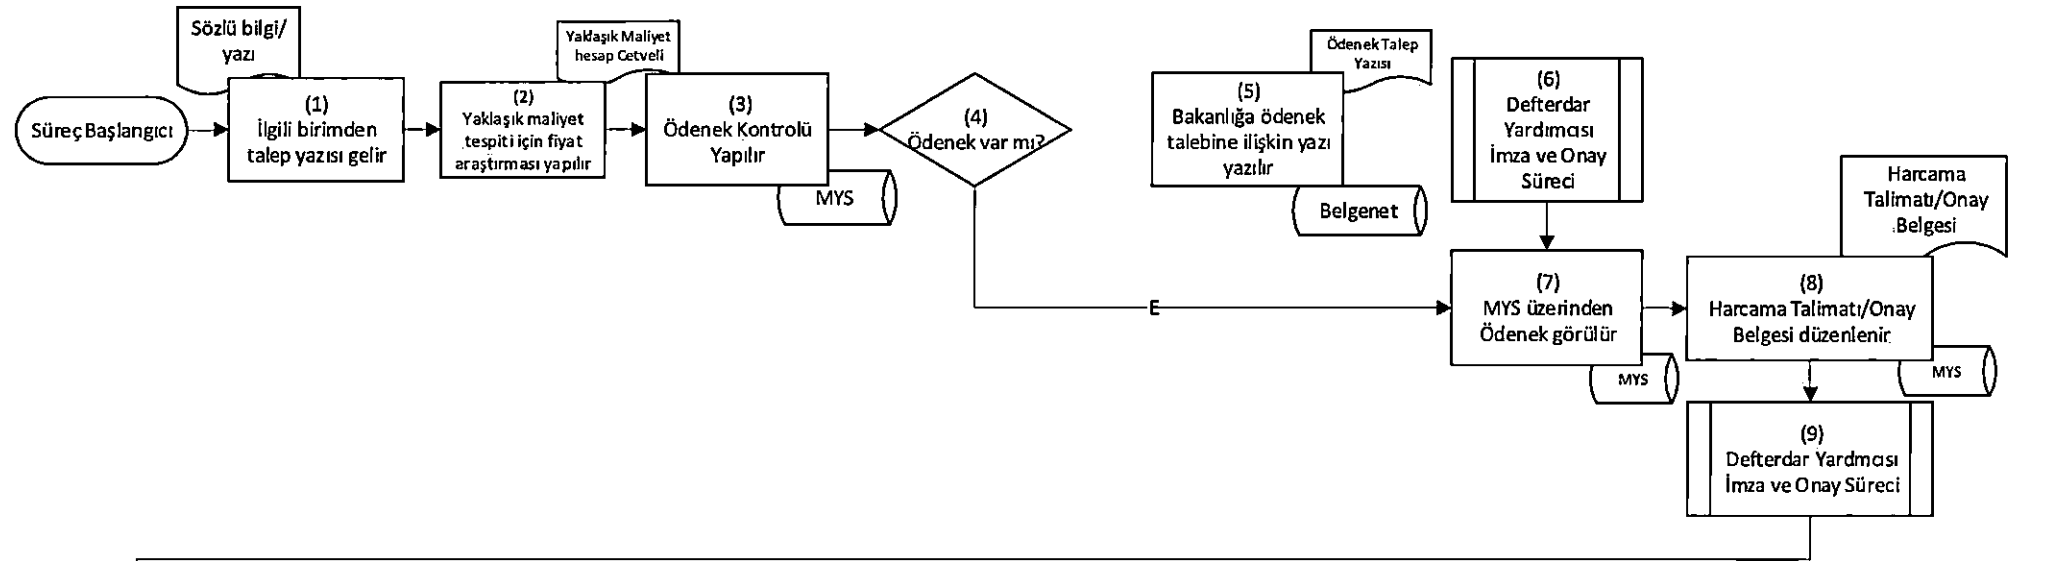 Sözlü bilgi/
yazı
Süreç Başlangıcı
(1)
İlgili birimden
talep yazısı gelir
Yaklaşık Maliyet
hesap Cetveli
(2)
Yaklaşık maliyet
tespiti için fiyat
araştırması yapılır
(3)
Ödenek Kontrolü
Yapılır
MYS
(4)
Ödenek var mı?
Ödenek Talep
Yazısı
(5)
Bakanlığa ödenek
talebine ilişkin yazı
yazılır
Belgenet
(6)
Defterdar
Yardımcısı
İmza ve Onay
Süreci
E
(7)
MYS üzerinden
Ödenek görülür
MYS
Harcama
Talimatı/Onay
Belgesi
(8)
Harcama Talimatı/Onay
Belgesi düzenlenir
MYS
(9)
Defterdar Yardmcısı
İmza ve Onay Süreci